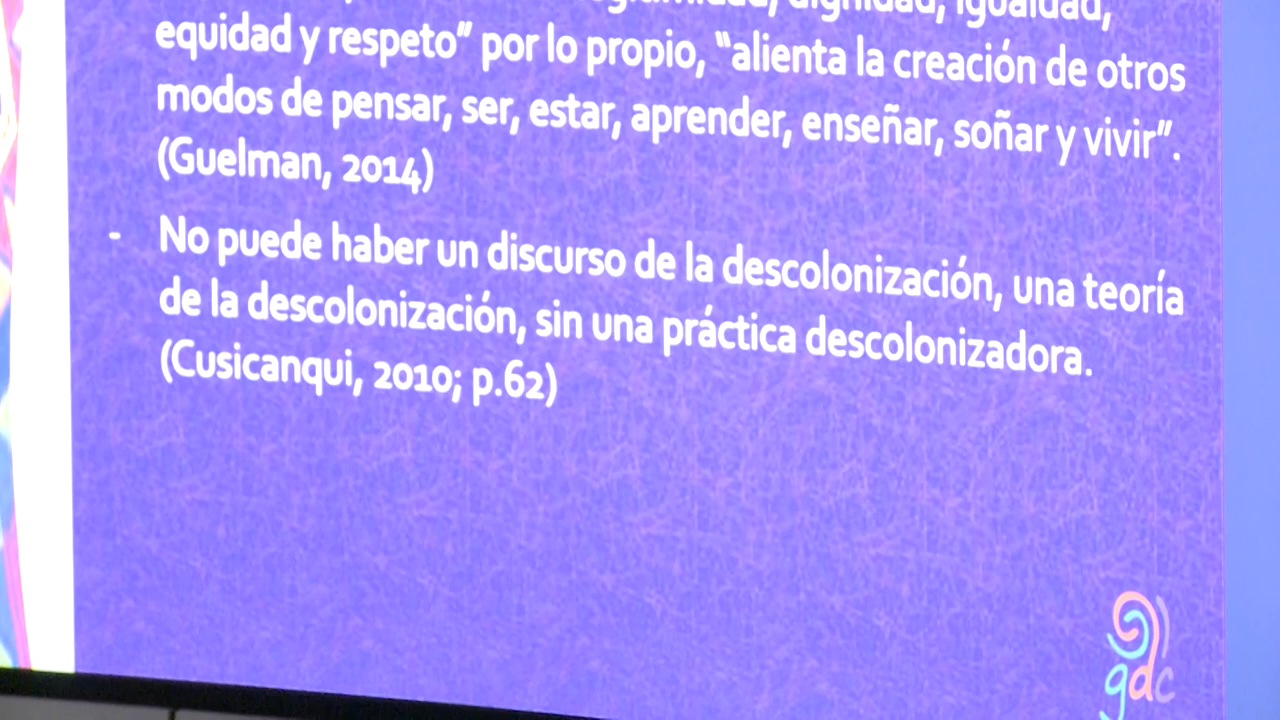 dignidad, igualdad,
equidad y respeto” por lo propio, “alienta la creación de otros
modos de pensar, ser, estar, aprender, enseñar, soñar y vivir”.
(Guelman, 2014)
- No puede haber un discurso de la descolonización, una teoría
de la descolonización, sin una práctica descolonizadora.
(Cusicanqui, 2010; p.62)
gdc